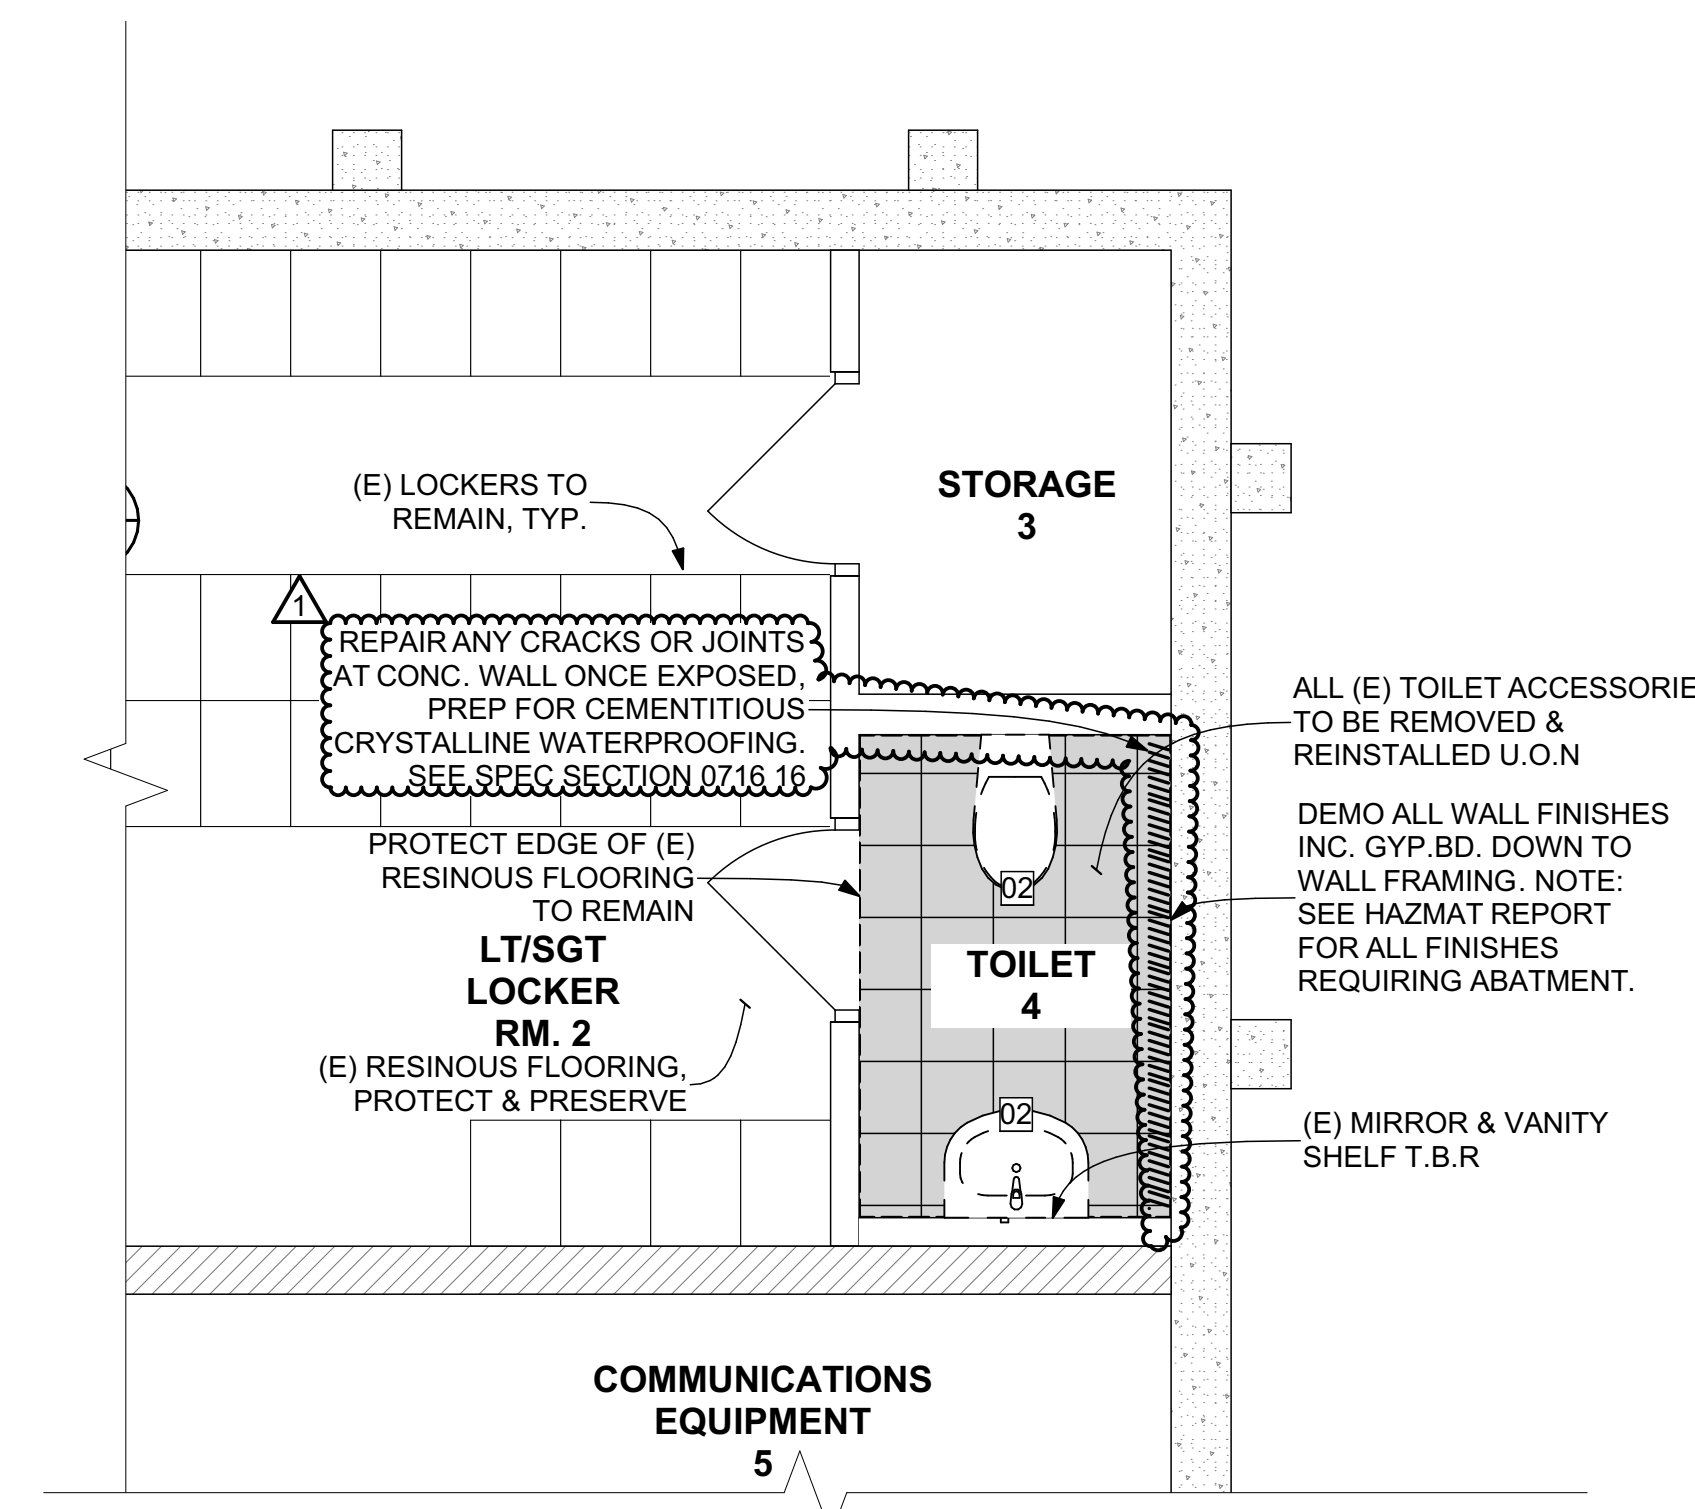 (E) LOCKERS TO
REMAIN, TYP.
STORAGE
3
1
REPAIR ANY CRACKS OR JOINTS
AT CONC. WALL ONCE EXPOSED,
PREP FOR CEMENTITIOUS
CRYSTALLINE WATERPROOFING.
SEE SPEC SECTION 0716 16
ALL (E) TOILET ACCESSORIE
TO BE REMOVED &
REINSTALLED U.O.N
DEMO ALL WALL FINISHES
INC. GYP.BD. DOWN TO
WALL FRAMING. NOTE:
SEE HAZMAT REPORT
FOR ALL FINISHES
REQUIRING ABATMENT.
PROTECT EDGE OF (E)
RESINOUS FLOORING
TO REMAIN
LT/SGT
LOCKER
RM. 2
(E) RESINOUS FLOORING,
PROTECT & PRESERVE
02
TOILET
4
02
(E) MIRROR & VANITY
SHELF T.B.R
COMMUNICATIONS
EQUIPMENT
5